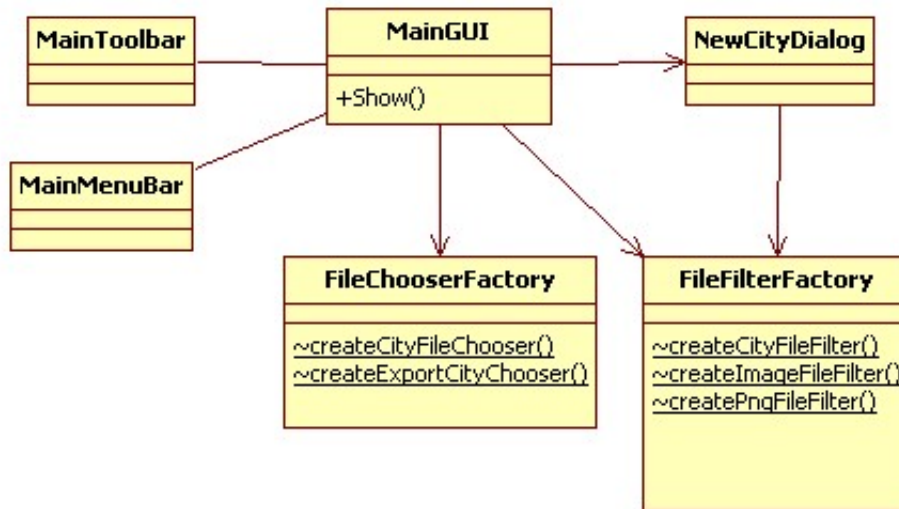 MainToolbar
MainGUI
+Show()
NewCityDialog
MainMenuBar
FileChooserFactory
~createCityFileChooser()
~createExportCityChooser()
FileFilterFactory
~createCityFileFilter()
~createImageFileFilter()
~createPngFileFilter()